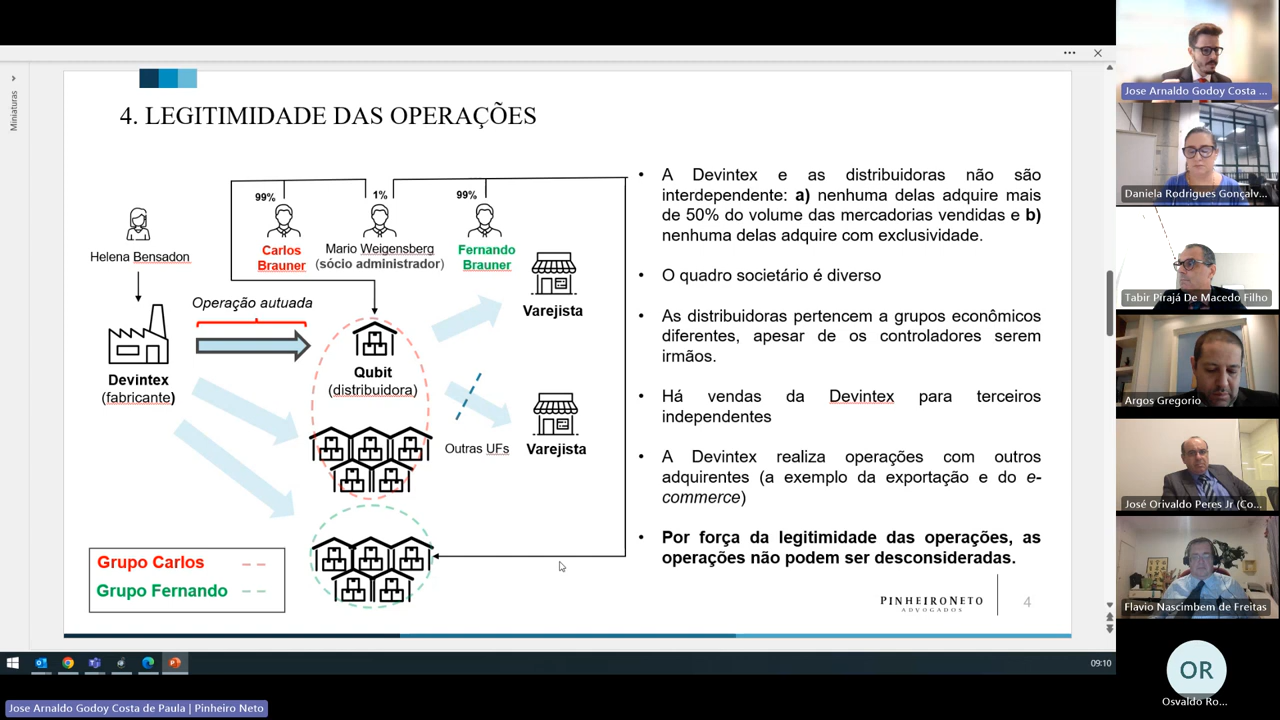 Miniaturas
4. LEGITIMIDADE DAS OPERAÇÕES
99%
1%
99%
Helena Bensadon
Carlos
Brauner
Mario Weigensberg
(sócio administrador)
Fernando
Brauner
Operação autuada
Varejista
Devintex
(fabricante)
Qubit
(distribuidora)
Outras UFs
Varejista
Grupo Carlos
Grupo Fernando
• A Devintex e as distribuidoras não são
interdependente: a) nenhuma delas adquire mais
de 50% do volume das mercadorias vendidas e b)
nenhuma delas adquire com exclusividade.
• O quadro societário é diverso
• As distribuidoras pertencem a grupos econômicos
diferentes, apesar de os controladores serem
irmãos.
• Há vendas da Devintex para terceiros
independentes
• A Devintex realiza operações com outros
adquirentes (a exemplo da exportação e do e-
commerce)
• Por força da legitimidade das operações, as
operações não podem ser desconsideradas.
PINHEIRONETO
ADVOGADOS
4
09:10
Jose Arnaldo Godoy Costa de Paula | Pinheiro Neto
Jose Arnaldo Godoy Costa ...
Daniela Rodrigues Gonçalv...
Tabir Pirajá De Macedo Filho
Argos Gregorio
José Orivaldo Peres Jr (Co...
Flavio Nascimbem de Freitas
OR
Osvaldo Ro...